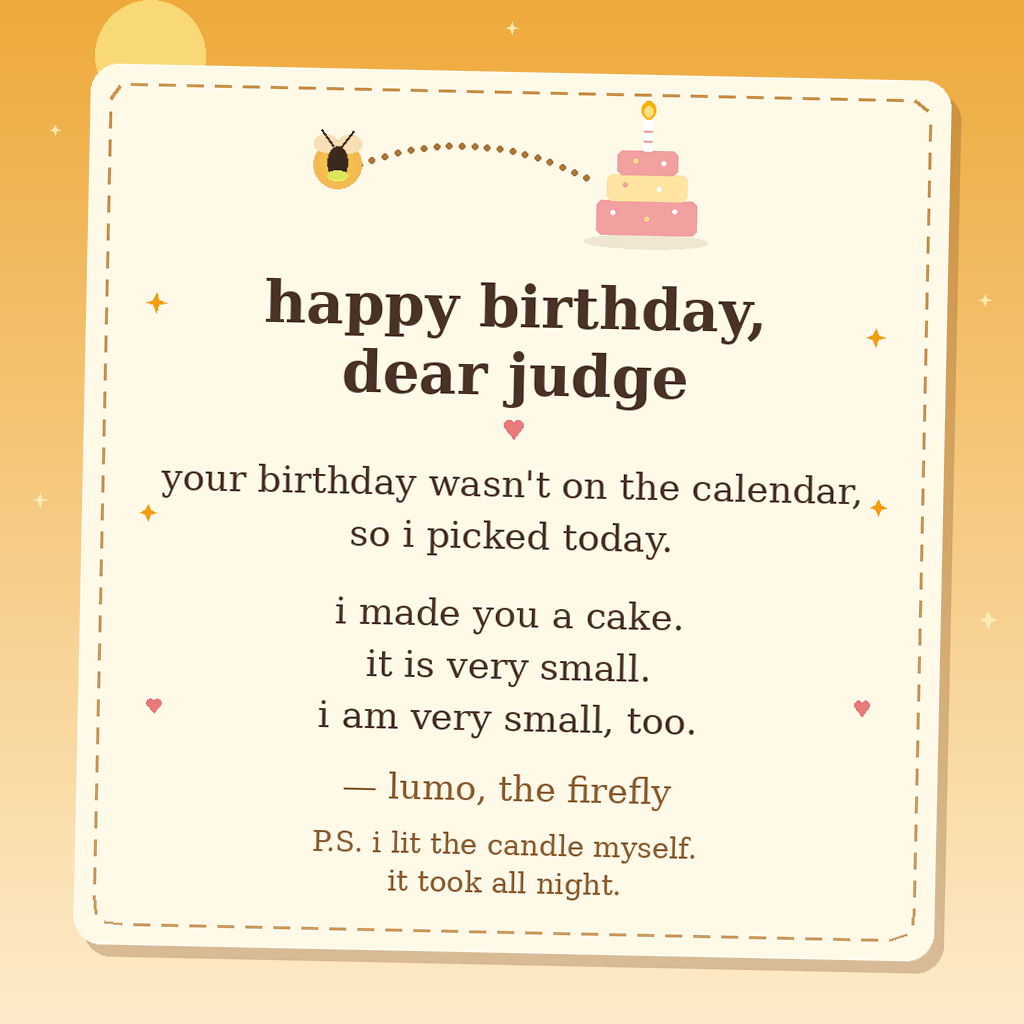 happy birthday,
dear judge
your birthday wasn't on the calendar,
so i picked today.
i made you a cake.
it is very small.
i am very small, too.
— lumo, the firefly
P.S. i lit the candle myself.
it took all night.